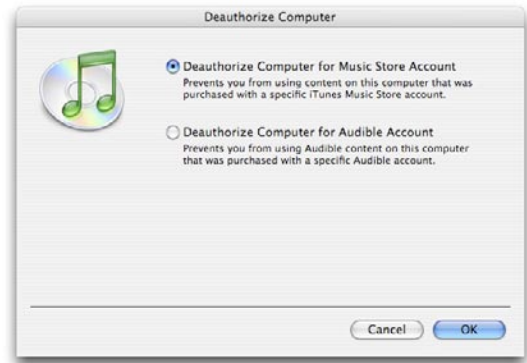 Deauthorize Computer
Deauthorize Computer for Music Store Account
Prevents you from using content on this computer that was
purchased with a specific iTunes Music Store account.
Deauthorize Computer for Audible Account
Prevents you from using Audible content on this computer
that was purchased with a specific Audible account.
Cancel OK